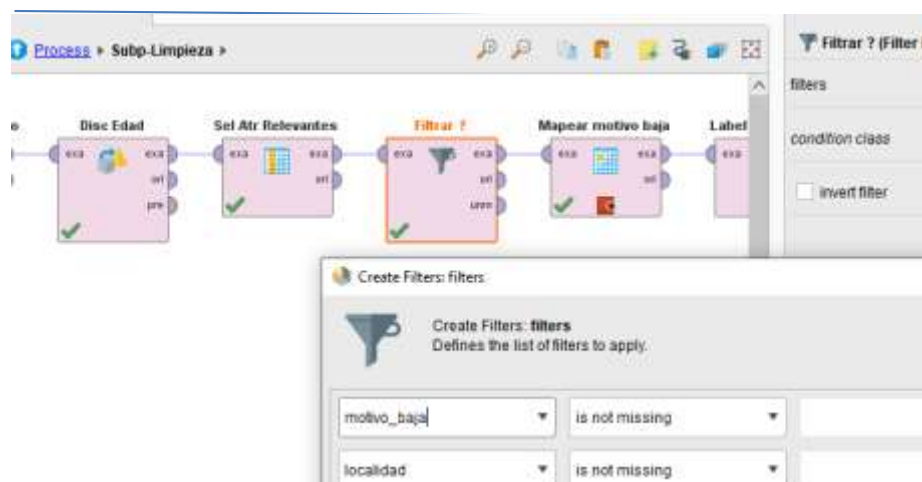 Process ▸ Subp-Limpieza ▸
Filtrar ? (Filter
filters
condition class
invert filter
Disc Edad
Sel Atr Relevantes
Filtrar ?
Mapear motivo baja
Label
exa exa exa exa exa exa exa exa exa
ori ori ori ori
pre unm
Create Filters: filters
Create Filters: filters
Defines the list of filters to apply.
motivo_baja is not missing
localidad is not missing